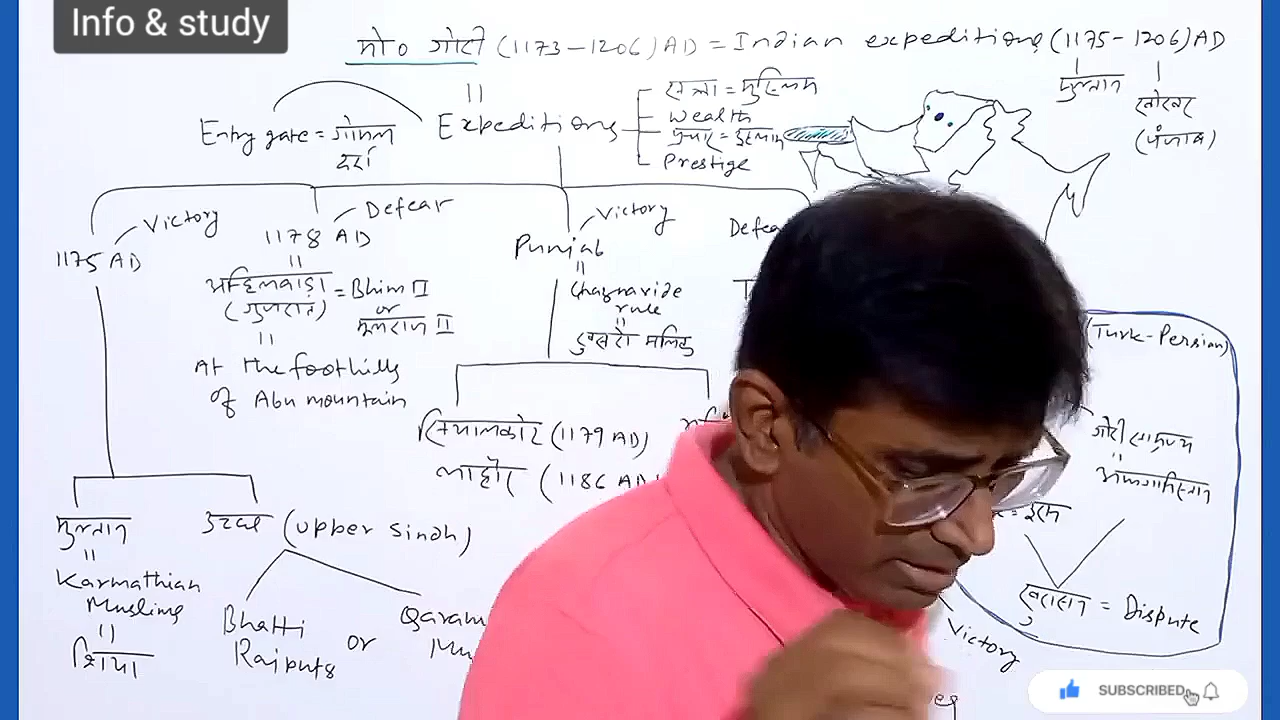 Info & study
मो० गोरी (1173-1206) AD = Indian expeditions (1175-1206) AD
मुल्तान
खोखर
(पंजाब)
Entry gate = गोमल
दर्रा
Expeditions
सत्ता = मुस्लिम
Wealth
प्रचार = इस्लाम
Prestige
1175 AD
Victory
1178 AD
Defear
अन्हिलवाड़ा
(गुजरात)
= Bhim II
or
मूलराज II
At the foothills
of Abu mountain
Punjab
Victory
Ghaznavide
rule
खुसरो मलिक
सियालकोट (1179 AD)
लाहौर (1186 AD
(Turk-Persian)
गोरी साम्राज्य
अफगानिस्तान
= Dispute
Victory
मुल्तान
Karmathian
Muslims
शिया
उच्छ (upper sindh)
Bhatti
Rajputs
or
SUBSCRIBED